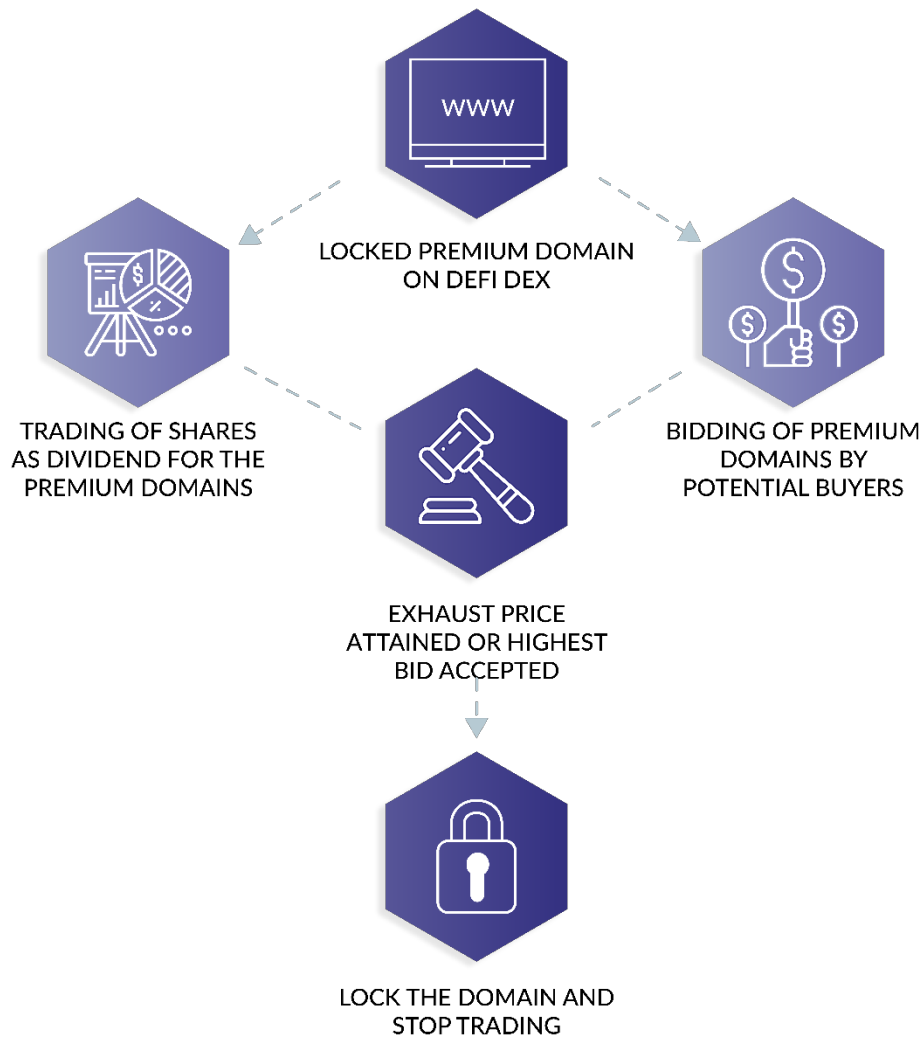 WWW
LOCKED PREMIUM DOMAIN
ON DEFI DEX
$
%
$
$
$
TRADING OF SHARES
AS DIVIDEND FOR THE
PREMIUM DOMAINS
BIDDING OF PREMIUM
DOMAINS BY
POTENTIAL BUYERS
EXHAUST PRICE
ATTAINED OR HIGHEST
BID ACCEPTED
LOCK THE DOMAIN AND
STOP TRADING